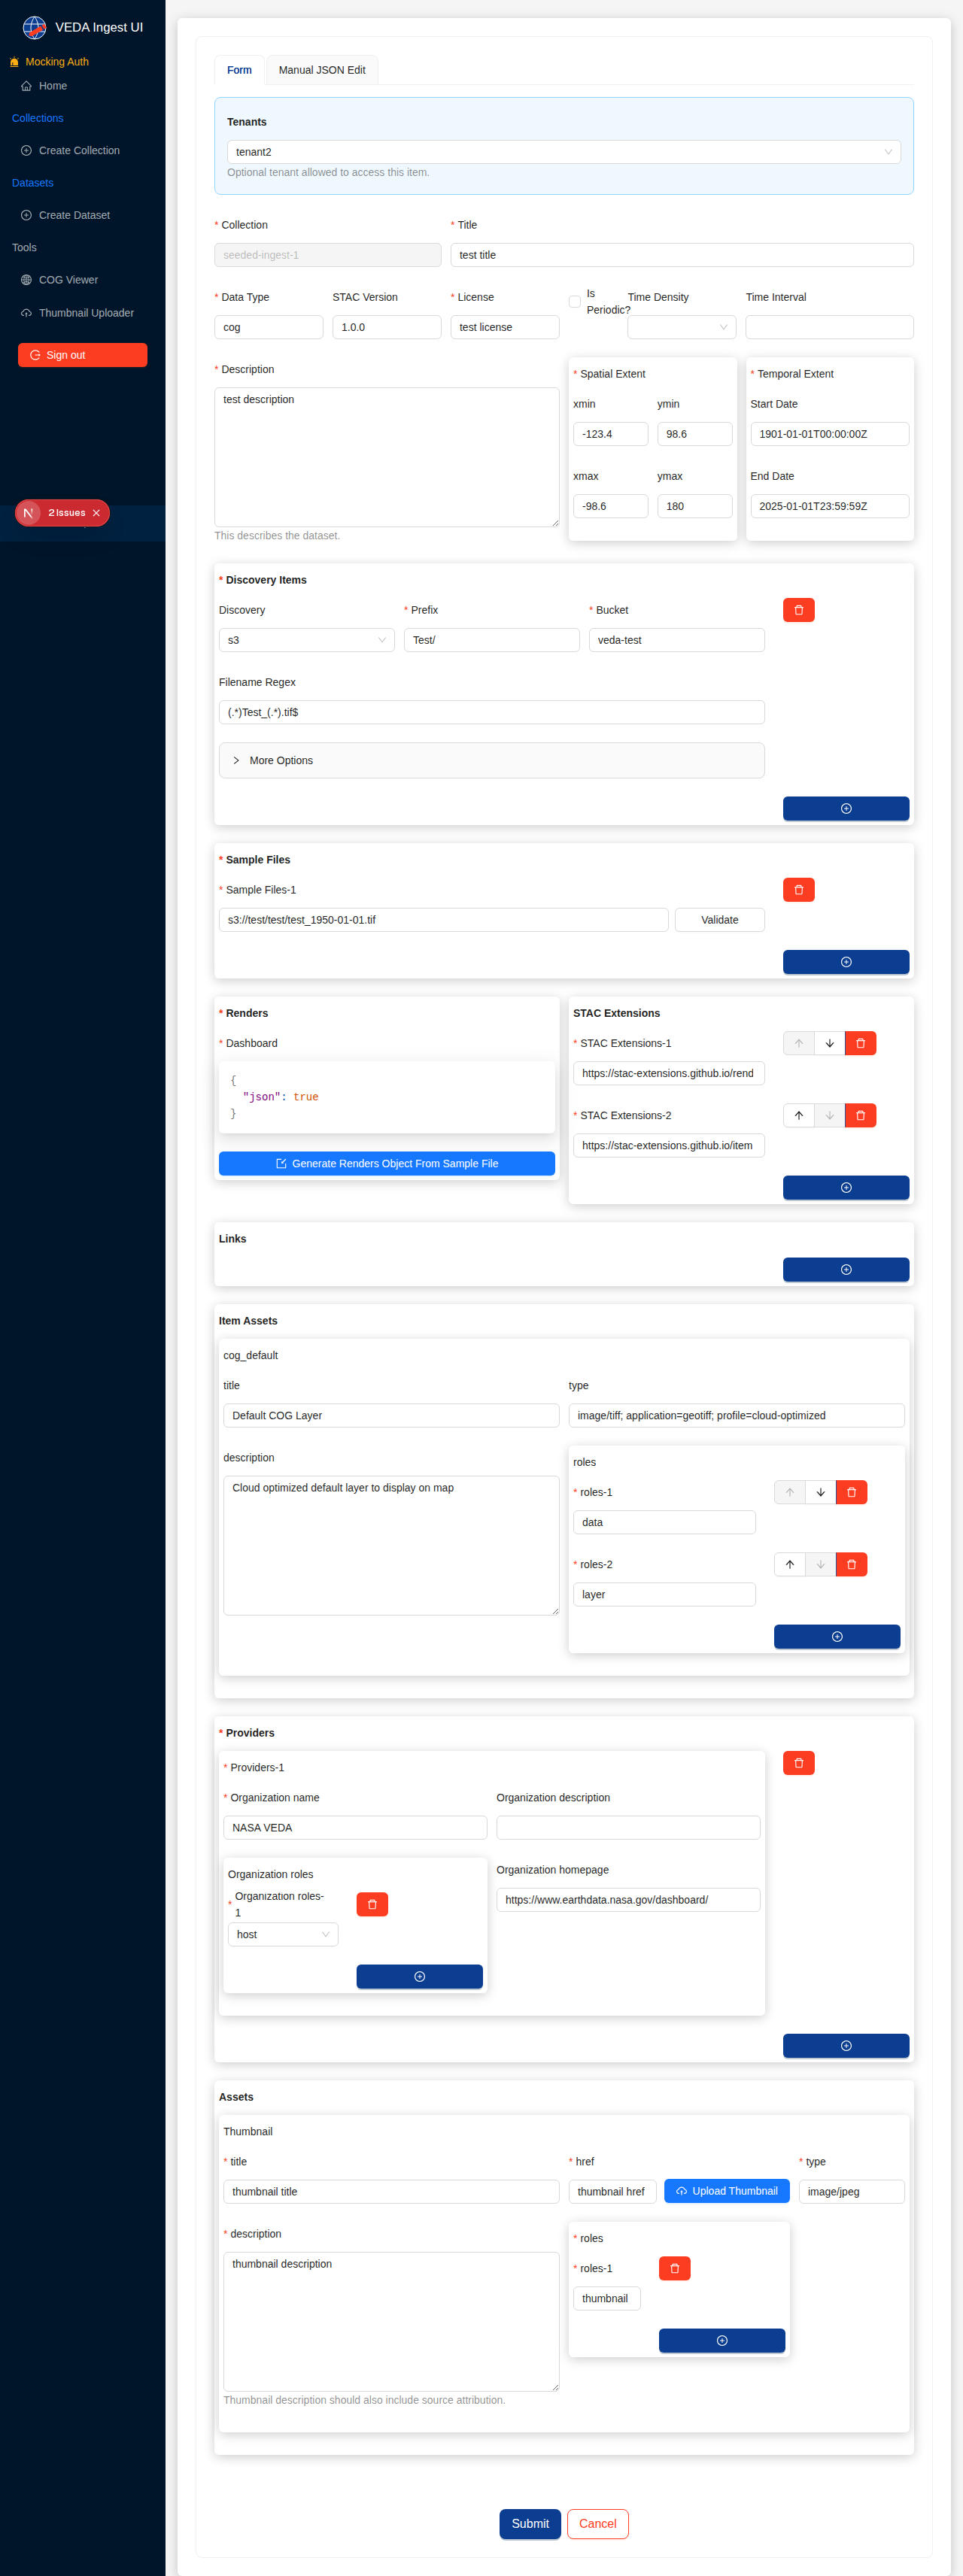 VEDA Ingest UI
Mocking Auth
Home
Collections
Create Collection
Datasets
Create Dataset
Tools
COG Viewer
Thumbnail Uploader
Sign out
2 Issues
Form
Manual JSON Edit
Tenants
tenant2
Optional tenant allowed to access this item.
* Collection
* Title
seeded-ingest-1
test title
* Data Type
STAC Version
* License
Is
Periodic?
Time Density
Time Interval
cog
1.0.0
test license
* Description
test description
This describes the dataset.
* Spatial Extent
xmin
ymin
-123.4
98.6
xmax
ymax
-98.6
180
* Temporal Extent
Start Date
1901-01-01T00:00:00Z
End Date
2025-01-01T23:59:59Z
* Discovery Items
Discovery
* Prefix
* Bucket
s3
Test/
veda-test
Filename Regex
(.*)Test_(.*).tif$
More Options
* Sample Files
* Sample Files-1
s3://test/test/test_1950-01-01.tif
Validate
* Renders
* Dashboard
{
"json": true
}
Generate Renders Object From Sample File
STAC Extensions
* STAC Extensions-1
https://stac-extensions.github.io/rend
* STAC Extensions-2
https://stac-extensions.github.io/item
Links
Item Assets
cog_default
title
type
Default COG Layer
image/tiff; application=geotiff; profile=cloud-optimized
description
Cloud optimized default layer to display on map
roles
* roles-1
data
* roles-2
layer
* Providers
* Providers-1
* Organization name
Organization description
NASA VEDA
Organization roles
* Organization roles-
1
host
Organization homepage
https://www.earthdata.nasa.gov/dashboard/
Assets
Thumbnail
* title
* href
* type
thumbnail title
thumbnail href
Upload Thumbnail
image/jpeg
* description
thumbnail description
Thumbnail description should also include source attribution.
* roles
* roles-1
thumbnail
Submit
Cancel